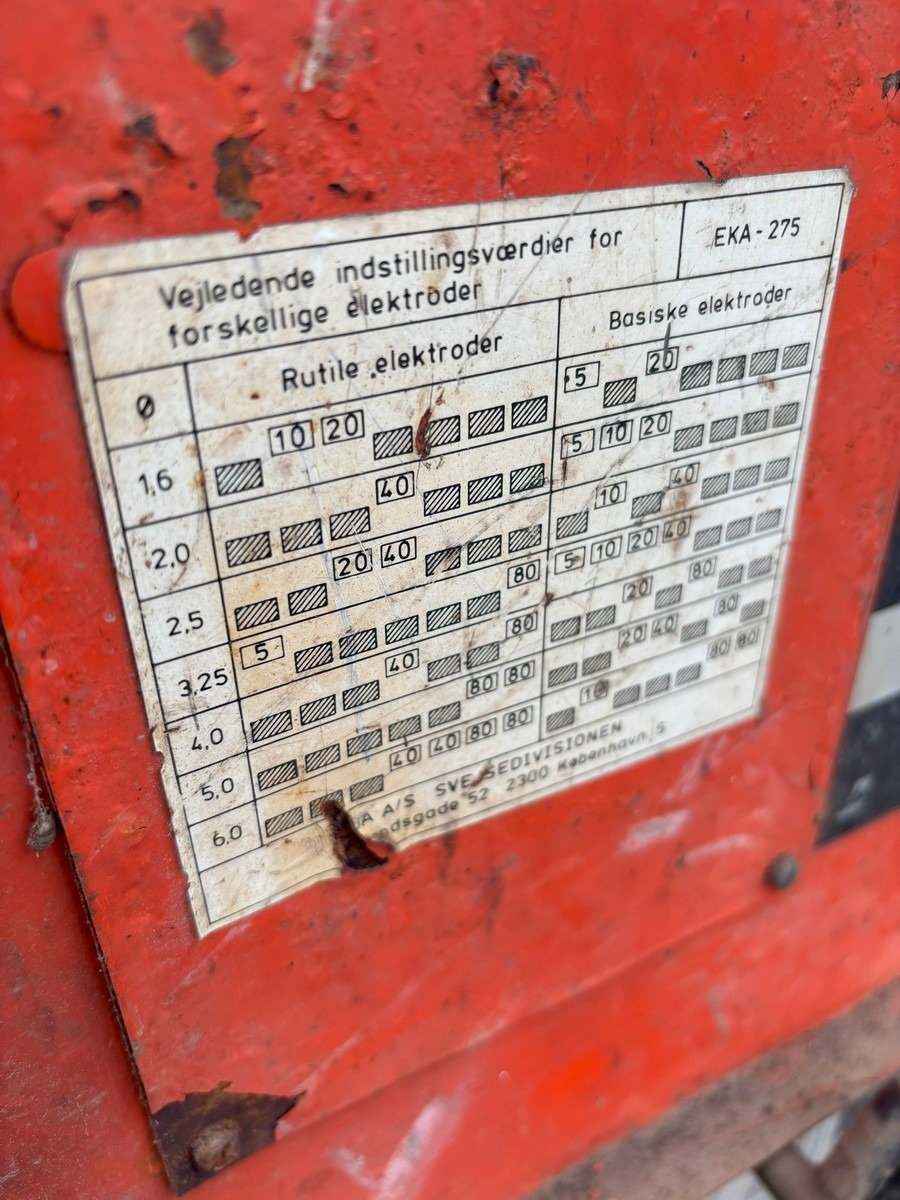 Vejledende indstillingsværdier for
forskellige elektroder
EKA-275
Ø Rutile elektroder Basiske elektroder
1,6 10 20 5 20
2,0 40 5 10 20
2,5 20 40 10 40
3,25 5 80 5 10 20 40
4,0 40 80 20 80
5,0 80 80 20 40 80
6,0 40 40 80 80 10 80 80
A/S SVEJSEDIVISIONEN
52 2300 København S